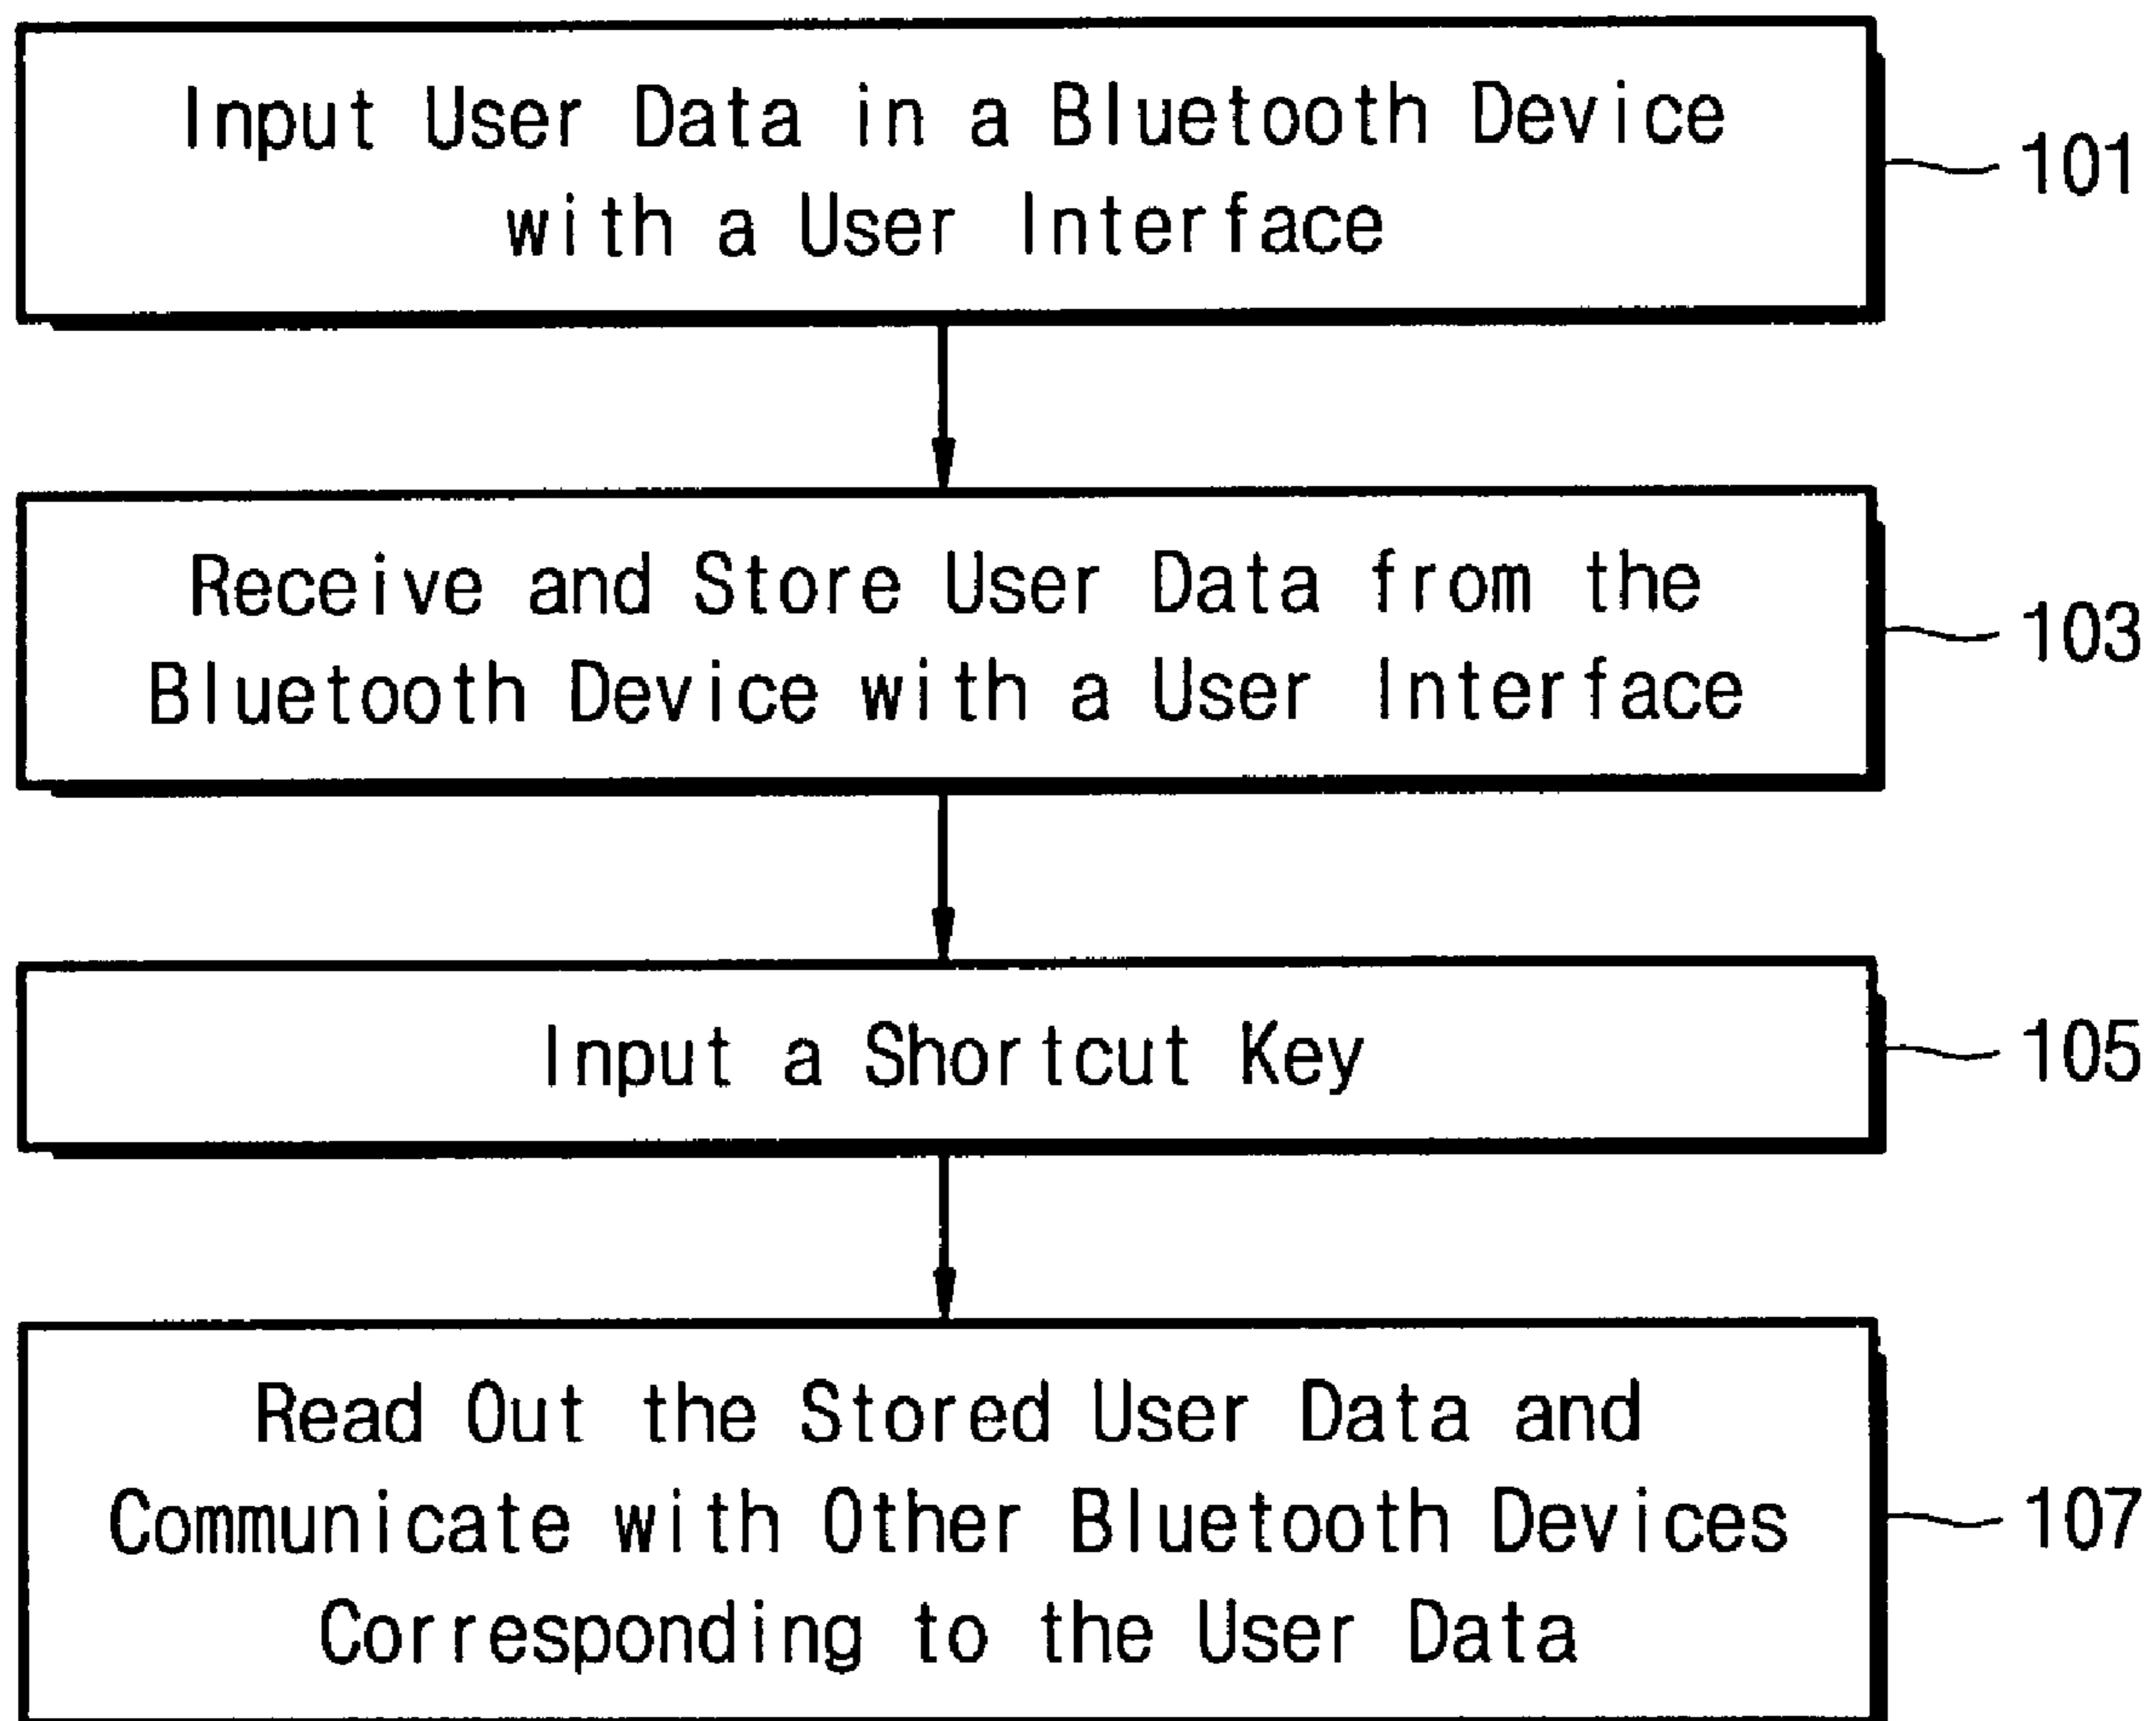 Input User Data in a Bluetooth Device
with a User Interface
101
Receive and Store User Data from the
Bluetooth Device with a User Interface
103
Input a Shortcut Key
105
Read Out the Stored User Data and
Communicate with Other Bluetooth Devices
Corresponding to the User Data
107